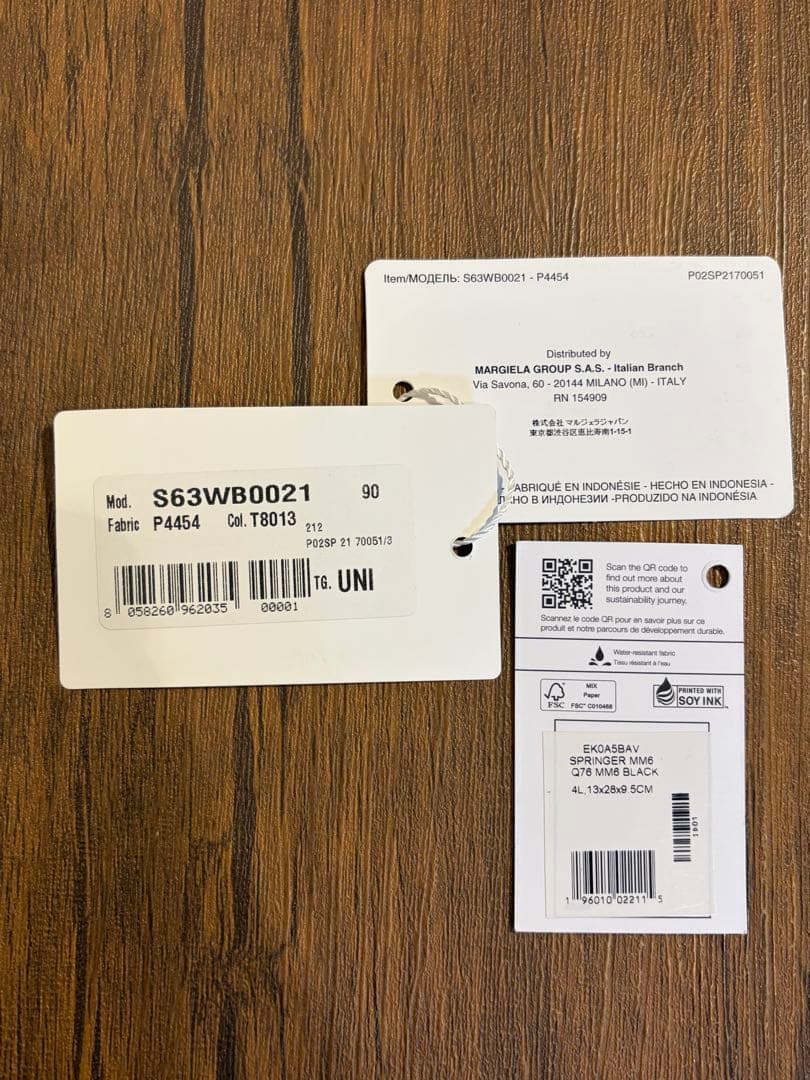 Item/МОДЕЛЬ: S63WB0021 - P4454
P02SP2170051
Distributed by
MARGIELA GROUP S.A.S. - Italian Branch
Via Savona, 60 - 20144 MILANO (MI) - ITALY
RN 154909
株式会社 マルジェラジャパン
東京都渋谷区恵比寿南1-15-1
FABRIQUÉ EN INDONÉSIE - HECHO EN INDONESIA -
В ИНДОНЕЗИИ -PRODUZIDO NA INDONÉSIA
Mod. S63WB0021 90
Fabric P4454 Col. T8013 212
P02SP 21 70051/3
TG. UNI
8 058260 962035 00001
Scan the QR code to
find out more about
this product and our
sustainability journey.
Scannez le code QR pour en savoir plus sur ce
produit et notre parcours de développement durable.
Water-resistant fabric
Tissu résistant à l'eau
FSC
MIX
Paper
FSC® C010468
PRINTED WITH
SOY INK™
EK0A5BAV
SPRINGER MM6
Q76 MM6 BLACK
4L,13x28x9.5CM
1041
1 96010 02211 5